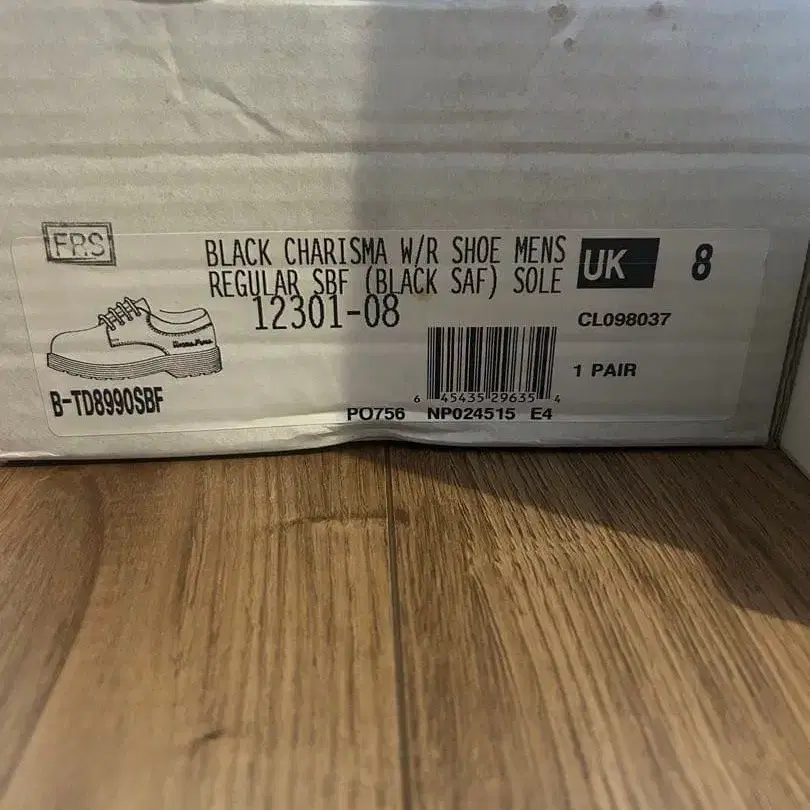 FP.S
BLACK CHARISMA W/R SHOE MENS
REGULAR SBF (BLACK SAF) SOLE
12301-08
UK 8
CL098037
1 PAIR
B-TD8990SBF
6 45435 29635 4
PO756 NP024515 E4